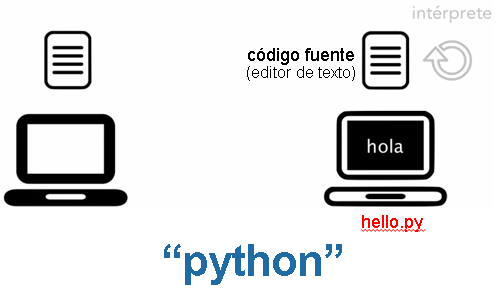 intérprete
código fuente
(editor de texto)
hola
hello.py
“python”